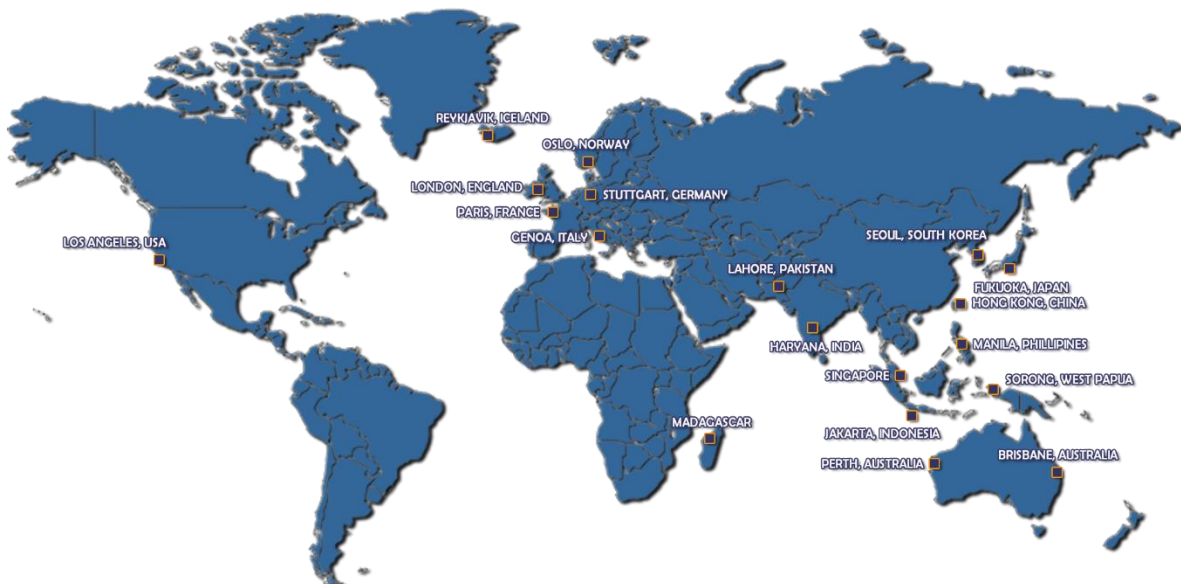 REYKJAVIK, ICELAND
OSLO, NORWAY
LONDON, ENGLAND
STUTTGART, GERMANY
PARIS, FRANCE
GENOA, ITALY
SEOUL, SOUTH KOREA
LOS ANGELES, USA
LAHORE, PAKISTAN
FUKUOKA, JAPAN
HONG KONG, CHINA
HARYANA, INDIA
MANILA, PHILLIPINES
SINGAPORE
SORONG, WEST PAPUA
MADAGASCAR
JAKARTA, INDONESIA
BRISBANE, AUSTRALIA
PERTH, AUSTRALIA